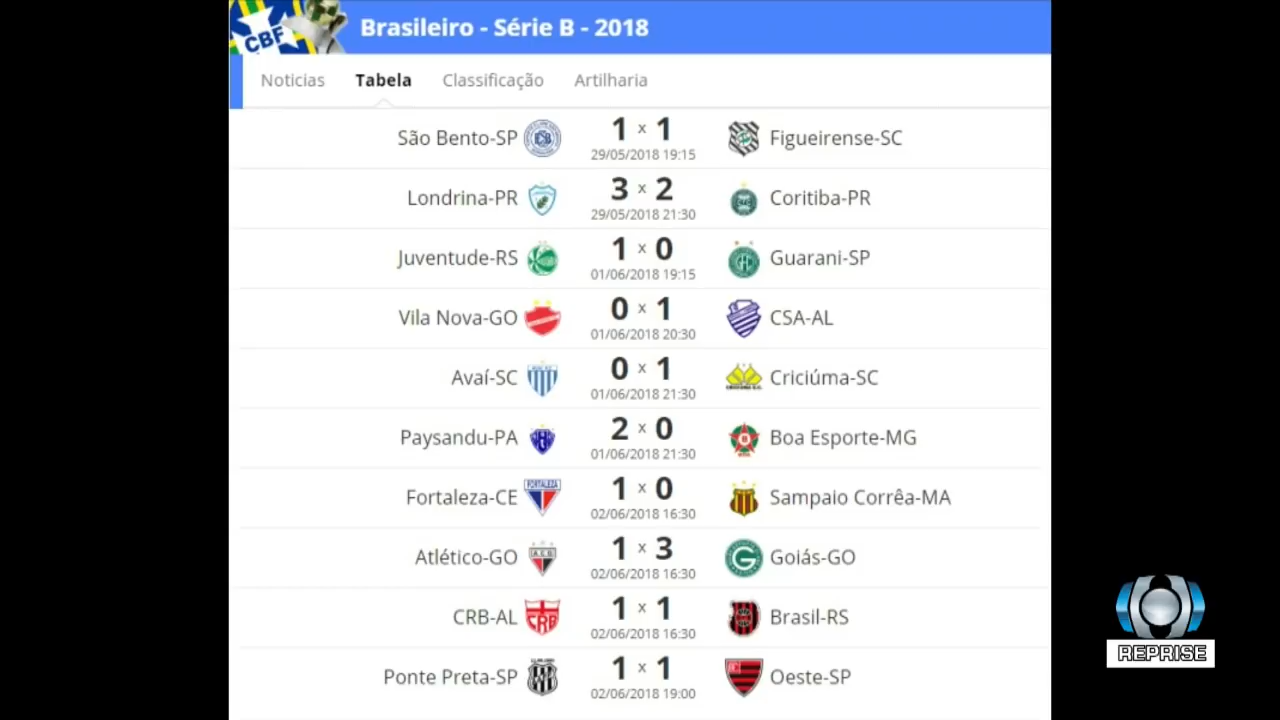 CBF
Brasileiro - Série B - 2018
Noticias Tabela Classificação Artilharia
São Bento-SP 1 x 1 Figueirense-SC
29/05/2018 19:15
Londrina-PR 3 x 2 Coritiba-PR
29/05/2018 21:30
Juventude-RS 1 x 0 Guarani-SP
01/06/2018 19:15
Vila Nova-GO 0 x 1 CSA-AL
01/06/2018 20:30
Avaí-SC 0 x 1 Criciúma-SC
01/06/2018 21:30
Paysandu-PA 2 x 0 Boa Esporte-MG
01/06/2018 21:30
FORTALEZA
Fortaleza-CE 1 x 0 Sampaio Corrêa-MA
02/06/2018 16:30
Atlético-GO 1 x 3 Goiás-GO
02/06/2018 16:30
CRB-AL CRB 1 x 1 Brasil-RS
02/06/2018 16:30
Ponte Preta-SP 1 x 1 Oeste-SP
02/06/2018 19:00
REPRISE